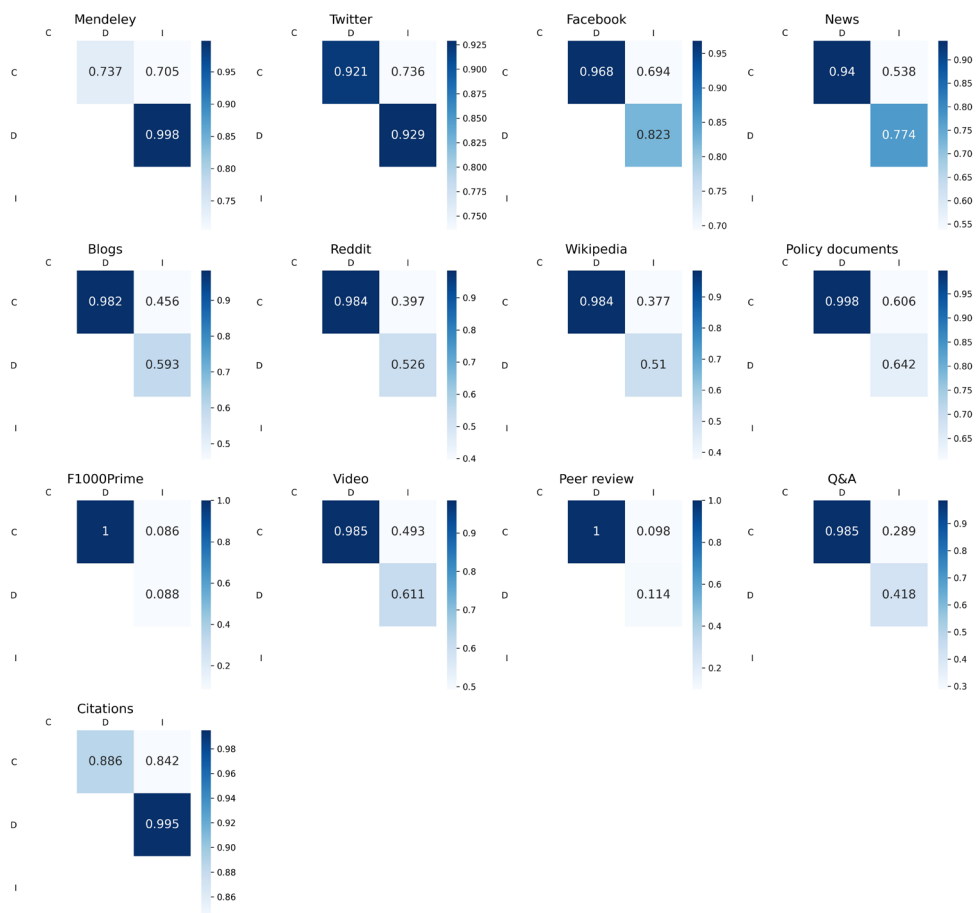 Mendeley Twitter Facebook News
C D I C D I C D I C D I
C 0.737 0.705 0.95 C 0.921 0.736 0.925 C 0.968 0.694 0.95 C 0.94 0.538 0.90
0.90 0.900 0.90 0.85
D 0.998 0.85 D 0.929 0.875 D 0.823 0.85 D 0.774 0.80
0.80 0.850 0.80 0.75
0.75 0.825 0.75 0.70
I I 0.800 I 0.70 I 0.65
0.775 0.60
0.750 0.55
Blogs Reddit Wikipedia Policy documents
C D I C D I C D I C D I
C 0.982 0.456 0.9 C 0.984 0.397 0.9 C 0.984 0.377 0.9 C 0.998 0.606 0.95
0.8 0.8 0.8 0.90
D 0.593 0.7 D 0.526 0.7 D 0.51 0.7 D 0.642 0.85
0.6 0.6 0.6 0.80
0.5 0.5 0.5 0.75
I I 0.4 I 0.4 I 0.70
0.65
F1000Prime Video Peer review Q&A
C D I C D I C D I C D I
C 1 0.086 1.0 C 0.985 0.493 0.9 C 1 0.098 1.0 C 0.985 0.289 0.9
0.8 0.8 0.8 0.8
D 0.088 0.6 D 0.611 0.7 D 0.114 0.6 D 0.418 0.7
0.4 0.6 0.4 0.6
I 0.2 I 0.5 I 0.2 I 0.5
0.4
0.3
Citations
C D I
C 0.886 0.842 0.98
0.96
D 0.995 0.94
0.92
0.90
I 0.88
0.86